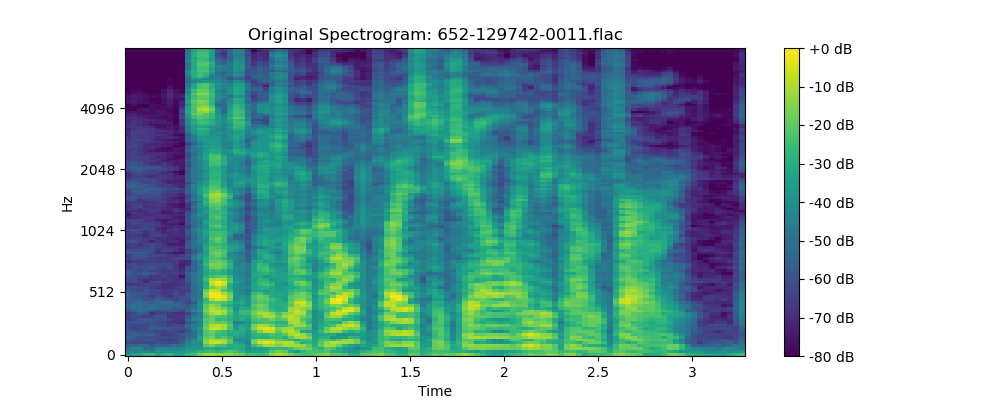 Original Spectrogram: 652-129742-0011.flac
Hz
4096
2048
1024
512
0
0 0.5 1 1.5 2 2.5 3
Time
+0 dB
-10 dB
-20 dB
-30 dB
-40 dB
-50 dB
-60 dB
-70 dB
-80 dB